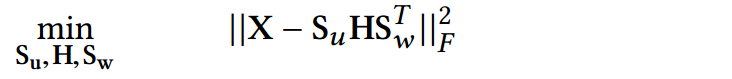 min ||X − S_u H S_w^T||_F^2
S_u, H, S_w